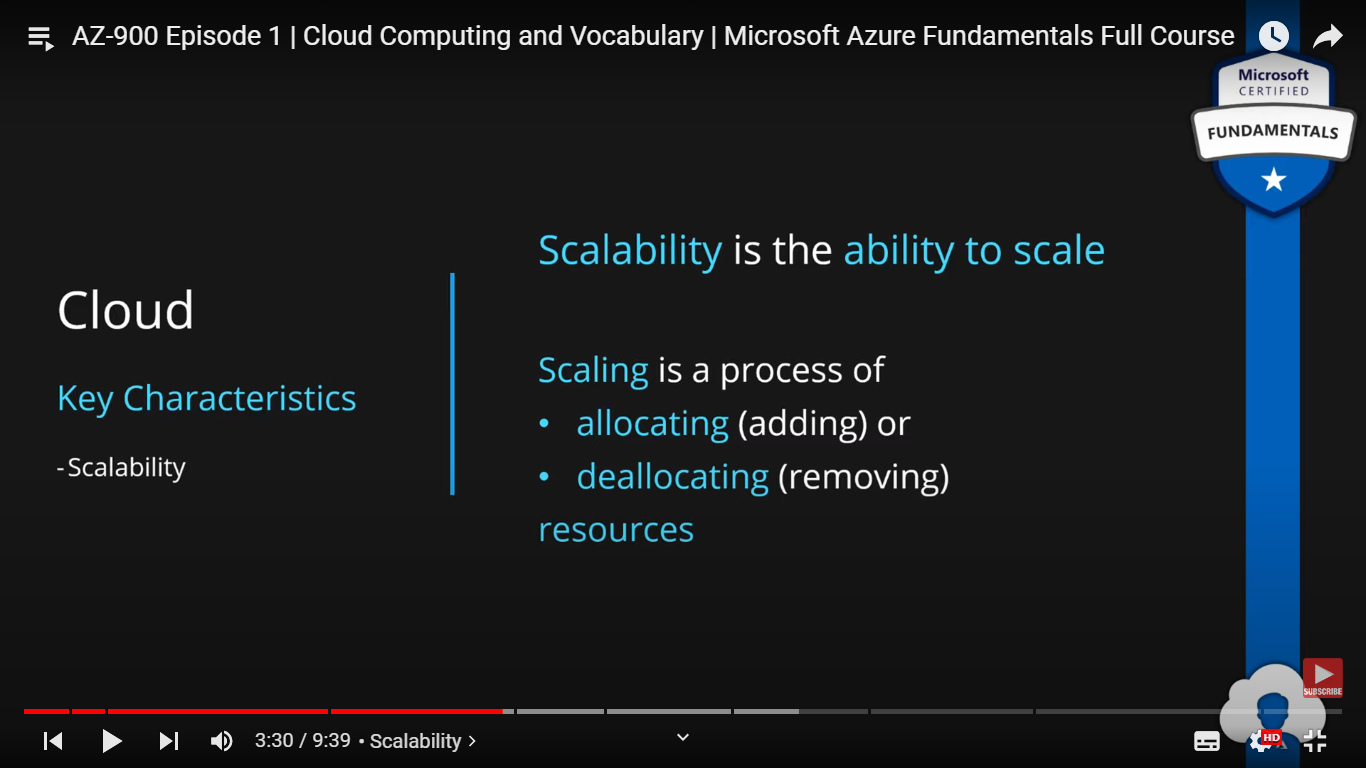 AZ-900 Episode 1 | Cloud Computing and Vocabulary | Microsoft Azure Fundamentals Full Course
Microsoft
CERTIFIED
FUNDAMENTALS
Cloud
Key Characteristics
- Scalability
Scalability is the ability to scale
Scaling is a process of
• allocating (adding) or
• deallocating (removing)
resources
SUBSCRIBE
3:30 / 9:39 • Scalability >
HD